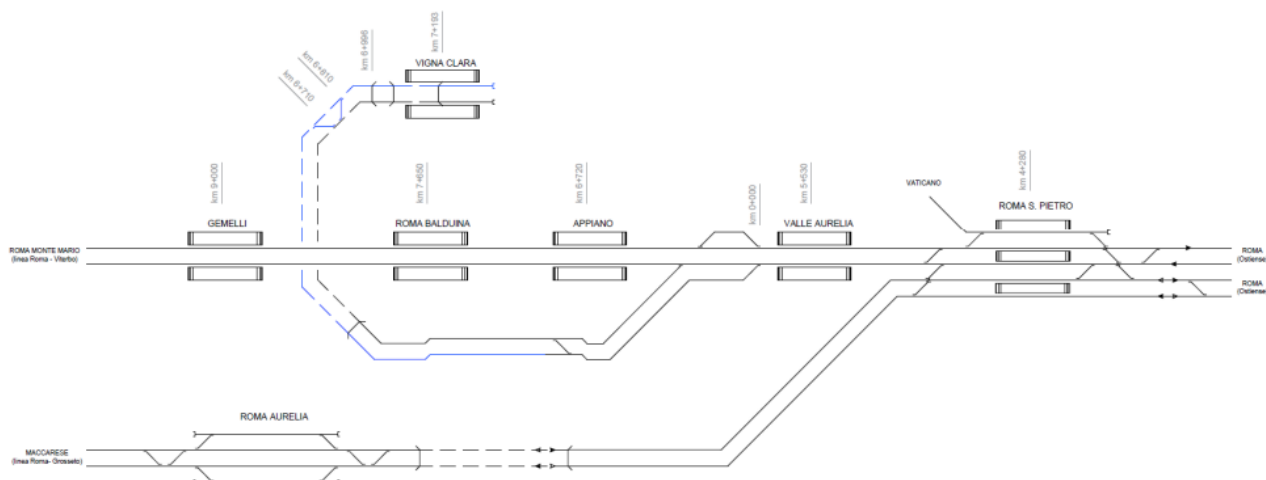 km 6+710
km 6+810
km 6+996
km 7+193
VIGNA CLARA
km 9+000
km 7+650
km 6+720
km 0+000
km 5+630
km 4+280
VATICANO
ROMA S. PIETRO
GEMELLI
ROMA BALDUINA
APPIANO
VALLE AURELIA
ROMA MONTE MARIO
(linea Roma - Viterbo)
ROMA
(Ostiense)
ROMA
(Ostiense)
ROMA AURELIA
MACCARESE
(linea Roma- Grosseto)